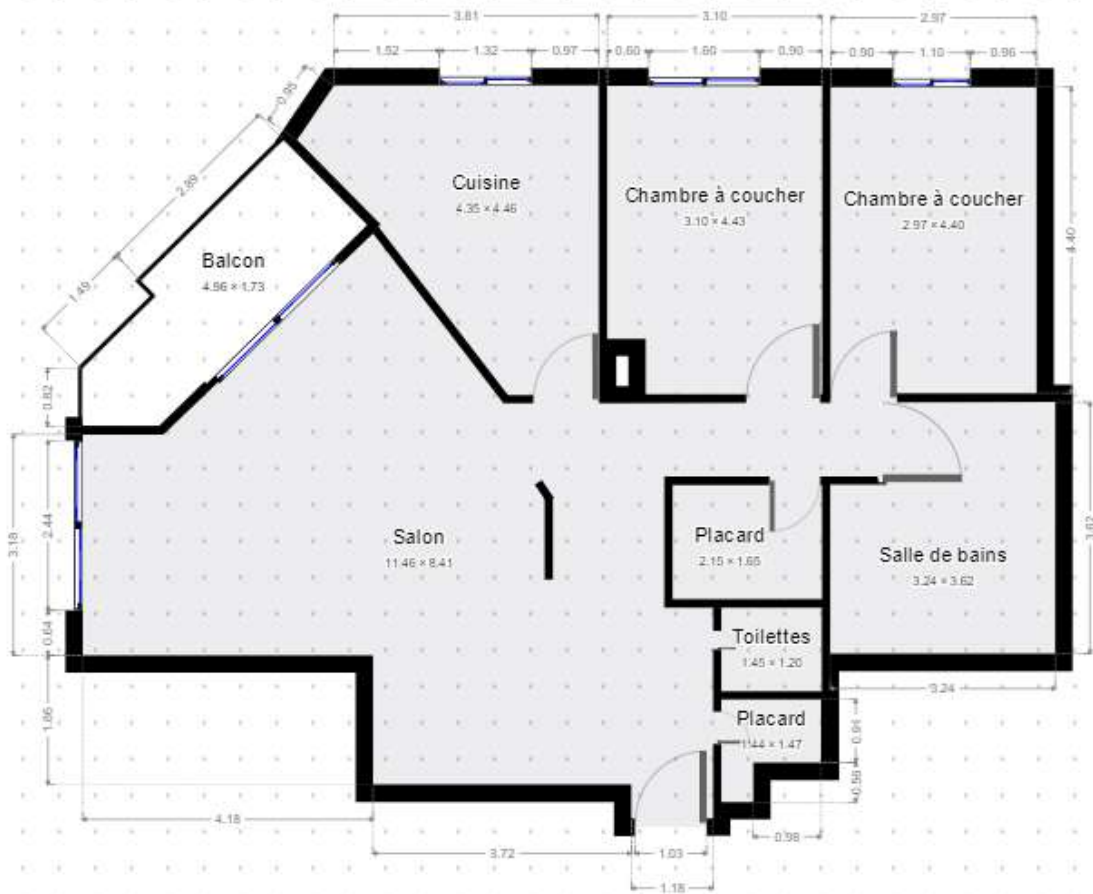 3.81
3.10
2.97
1.52
1.32
0.97
0.60
1.60
0.90
0.90
1.10
0.96
0.95
2.89
1.49
0.82
Cuisine
4.35 × 4.46
Chambre à coucher
3.10 × 4.43
Chambre à coucher
2.97 × 4.40
4.40
Balcon
4.96 × 1.73
3.18
2.44
0.64
1.86
Salon
11.46 × 8.41
Placard
2.15 × 1.65
Salle de bains
3.24 × 3.62
3.62
Toilettes
1.45 × 1.20
3.24
Placard
1.44 × 1.47
0.91
0.56
0.98
4.18
3.72
1.03
1.18